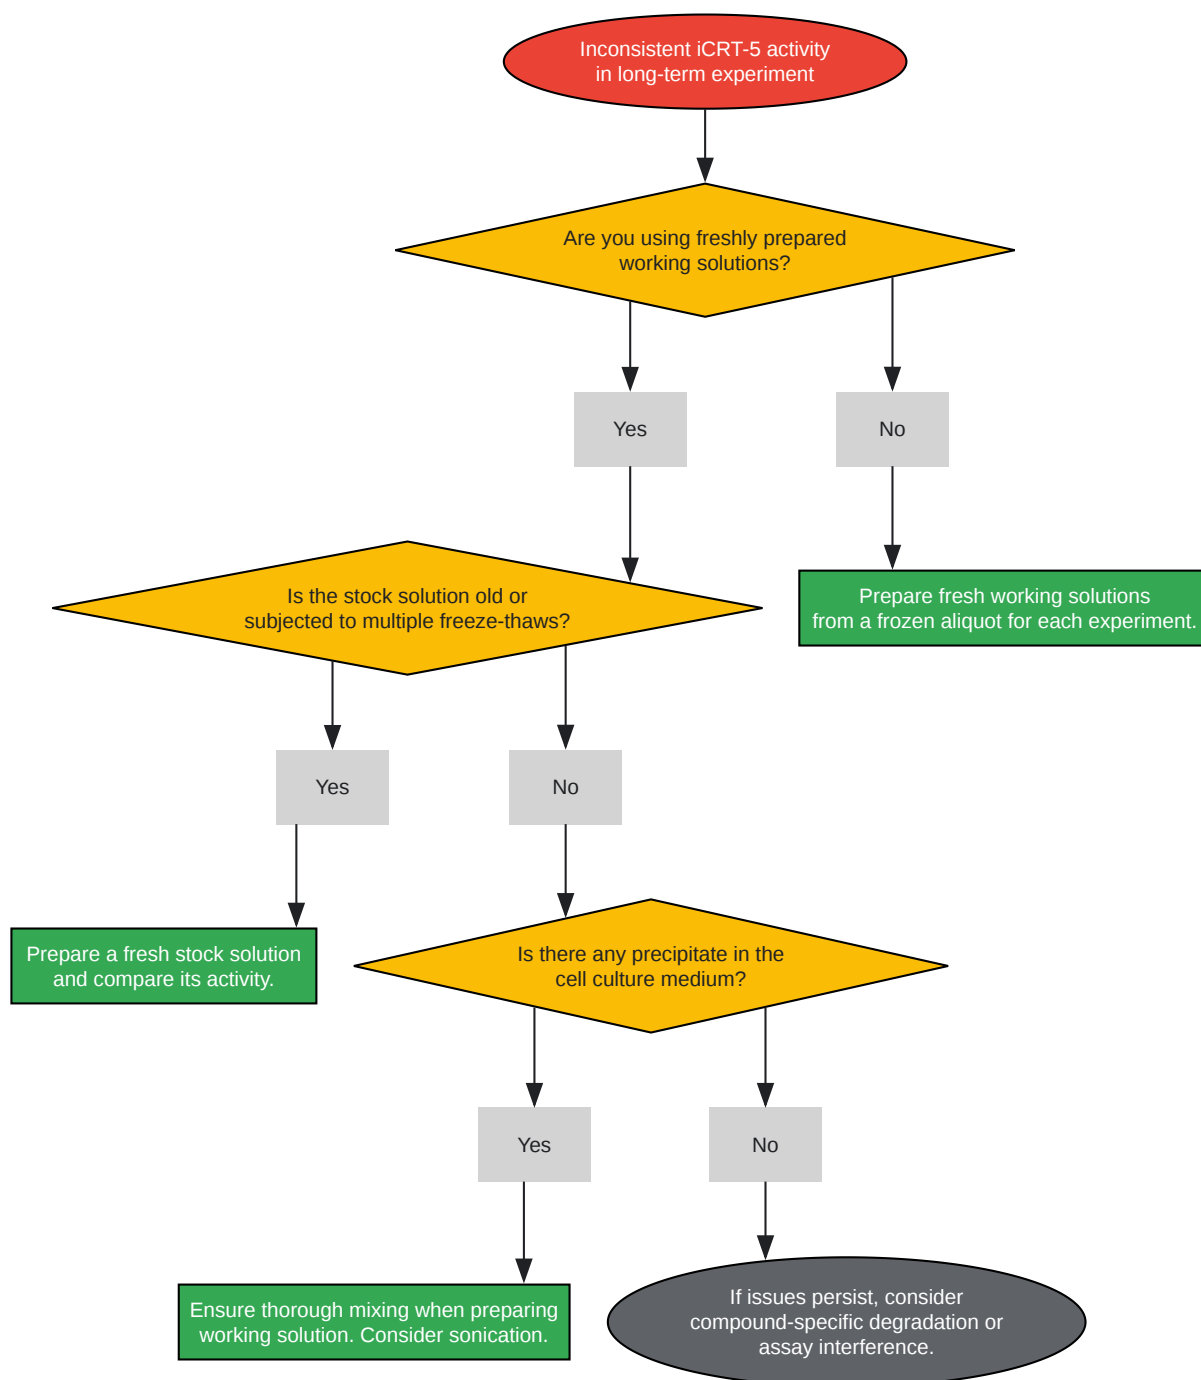 Inconsistent iCRT-5 activity
in long-term experiment
Are you using freshly prepared
working solutions?
Yes
No
Is the stock solution old or
subjected to multiple freeze-thaws?
Prepare fresh working solutions
from a frozen aliquot for each experiment.
Yes
No
Prepare a fresh stock solution
and compare its activity.
Is there any precipitate in the
cell culture medium?
Yes
No
Ensure thorough mixing when preparing
working solution. Consider sonication.
If issues persist, consider
compound-specific degradation or
assay interference.